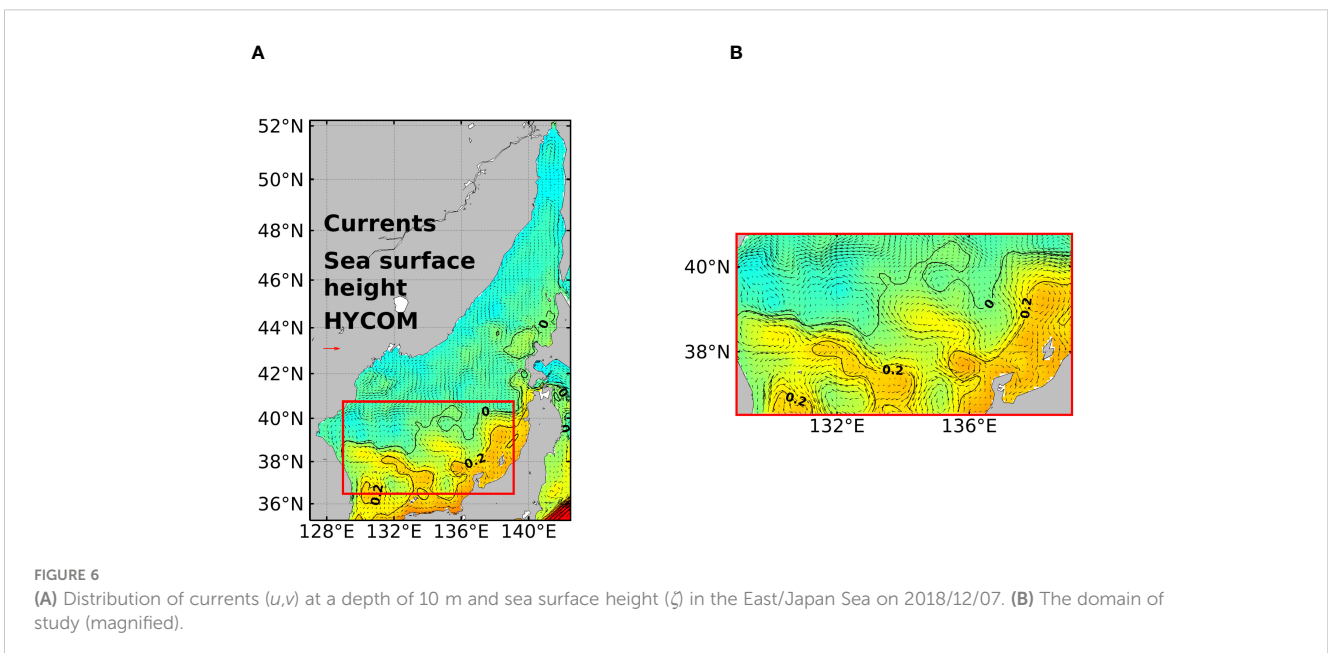 A
B
52°N
50°N
48°N
46°N
44°N
42°N
40°N
38°N
36°N
128°E 132°E 136°E 140°E
Currents
Sea surface
height
HYCOM
0
0
0.2
0.2
40°N
38°N
132°E 136°E
0
0.2
0.2
0.2
FIGURE 6
(A) Distribution of currents (u,v) at a depth of 10 m and sea surface height (ζ) in the East/Japan Sea on 2018/12/07. (B) The domain of
study (magnified).